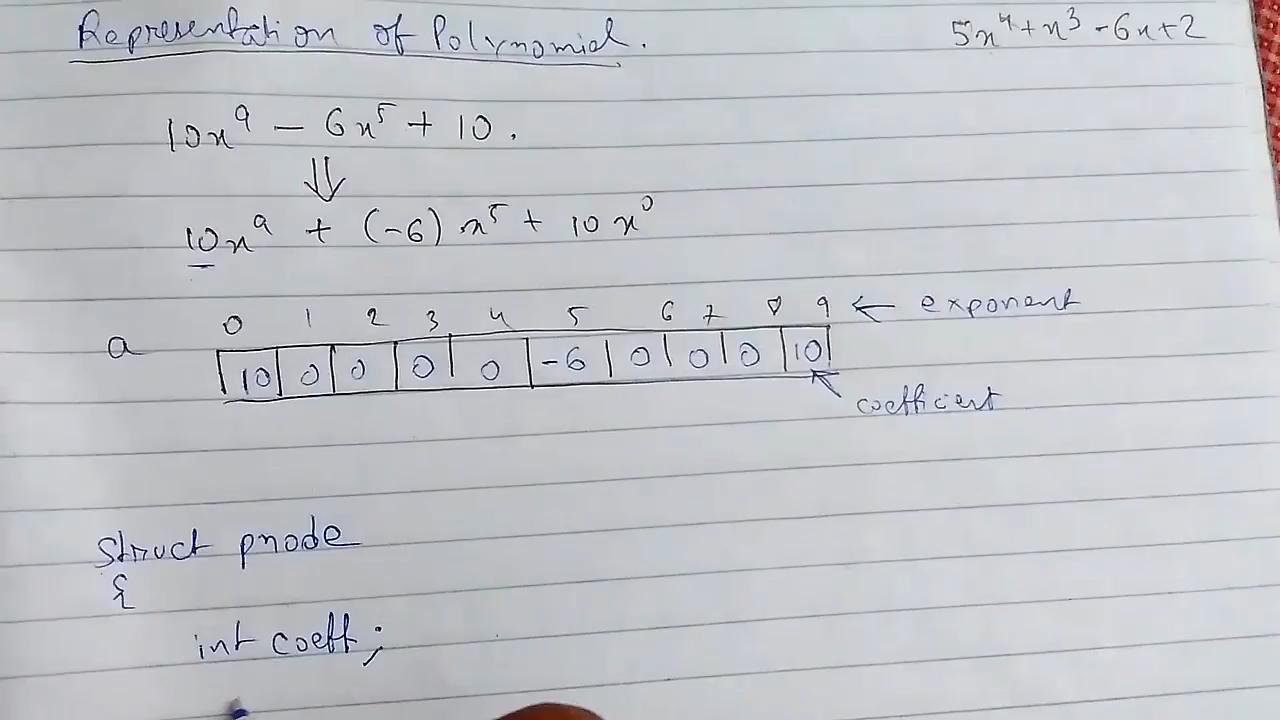 Representation of Polynomial.
5x⁴+x³-6x+2
10x⁹ - 6x⁵ + 10.
⇓
10x⁹ + (-6) x⁵ + 10x⁰
0 1 2 3 4 5 6 7 8 9 ← exponent
a 10 0 0 0 0 -6 0 0 0 10
coefficient
struct pnode
{
int coeff;